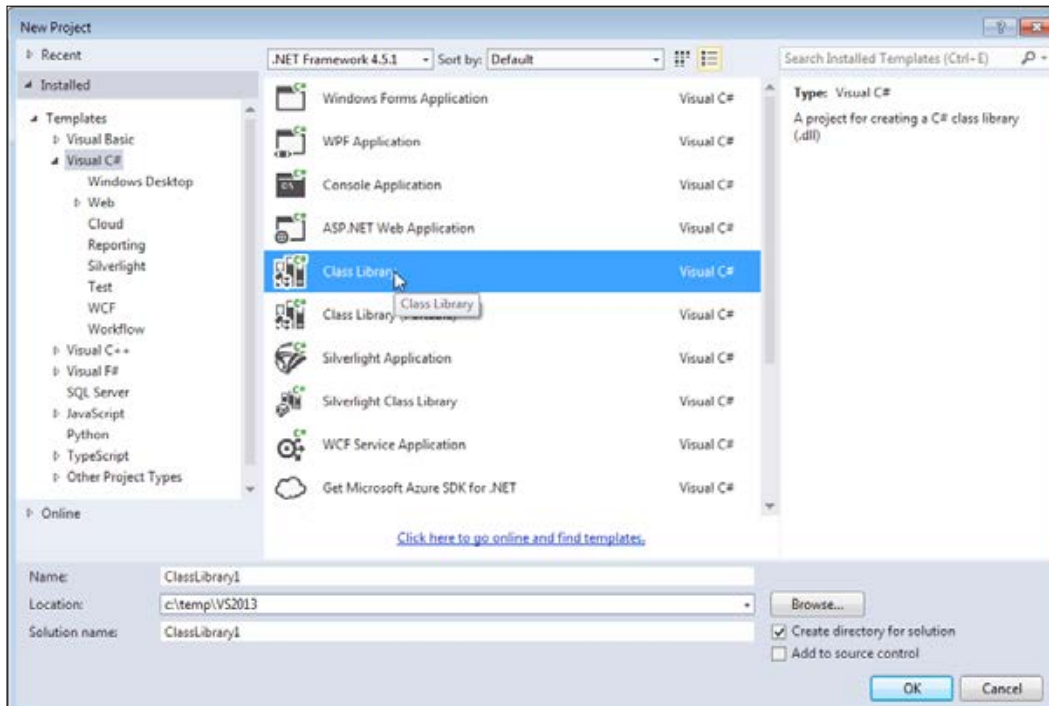 New Project
Recent
.NET Framework 4.5.1 Sort by: Default
Search Installed Templates (Ctrl+E)
Installed
Templates
Visual Basic
Visual C#
Windows Desktop
Web
Cloud
Reporting
Silverlight
Test
WCF
Workflow
Visual C++
Visual F#
SQL Server
JavaScript
Python
TypeScript
Other Project Types
Online
Windows Forms Application Visual C#
WPF Application Visual C#
Console Application Visual C#
ASP.NET Web Application Visual C#
Class Library Visual C#
Class Library
Class Library Visual C#
Silverlight Application Visual C#
Silverlight Class Library Visual C#
WCF Service Application Visual C#
Get Microsoft Azure SDK for .NET Visual C#
Click here to go online and find templates.
Type: Visual C#
A project for creating a C# class library
(.dll)
Name: ClassLibrary1
Location: c:\temp\VS2013
Browse...
Solution name: ClassLibrary1
Create directory for solution
Add to source control
OK Cancel